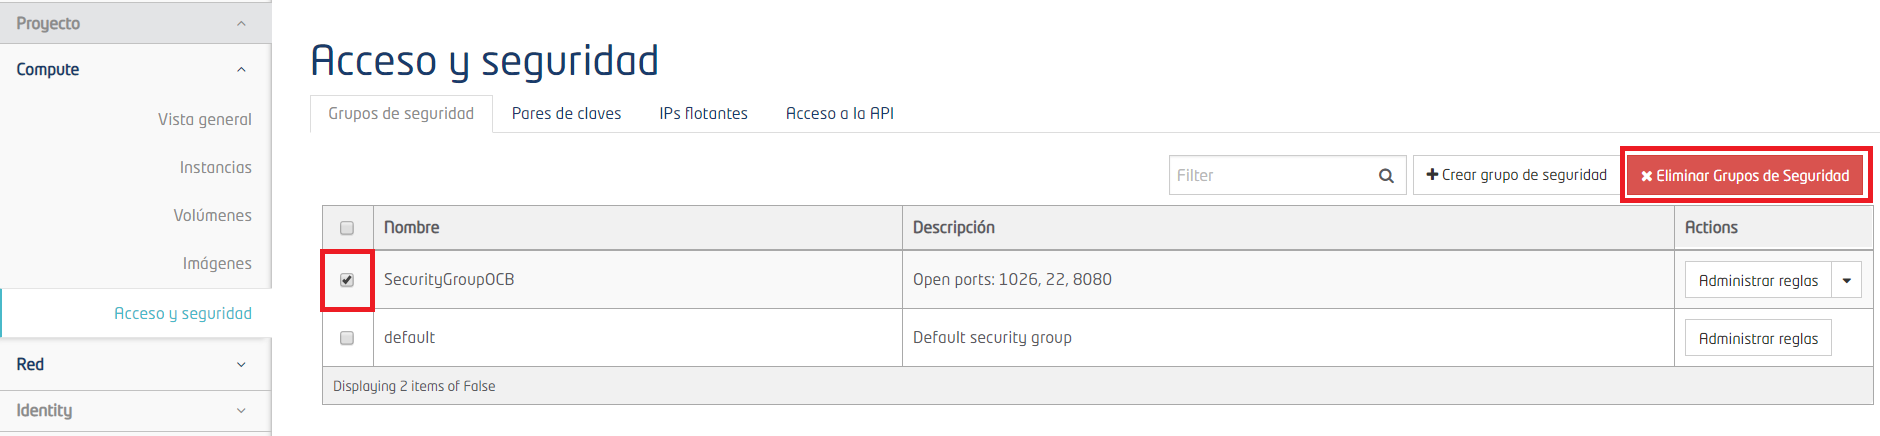 Proyecto
Compute
Vista general
Instancias
Volúmenes
Imágenes
Acceso y seguridad
Red
Identity
Acceso y seguridad
Grupos de seguridad Pares de claves IPs flotantes Acceso a la API
Filter Crear grupo de seguridad Eliminar Grupos de Seguridad
Nombre Descripción Actions
SecurityGroupOCB Open ports: 1026, 22, 8080 Administrar reglas
default Default security group Administrar reglas
Displaying 2 items of False